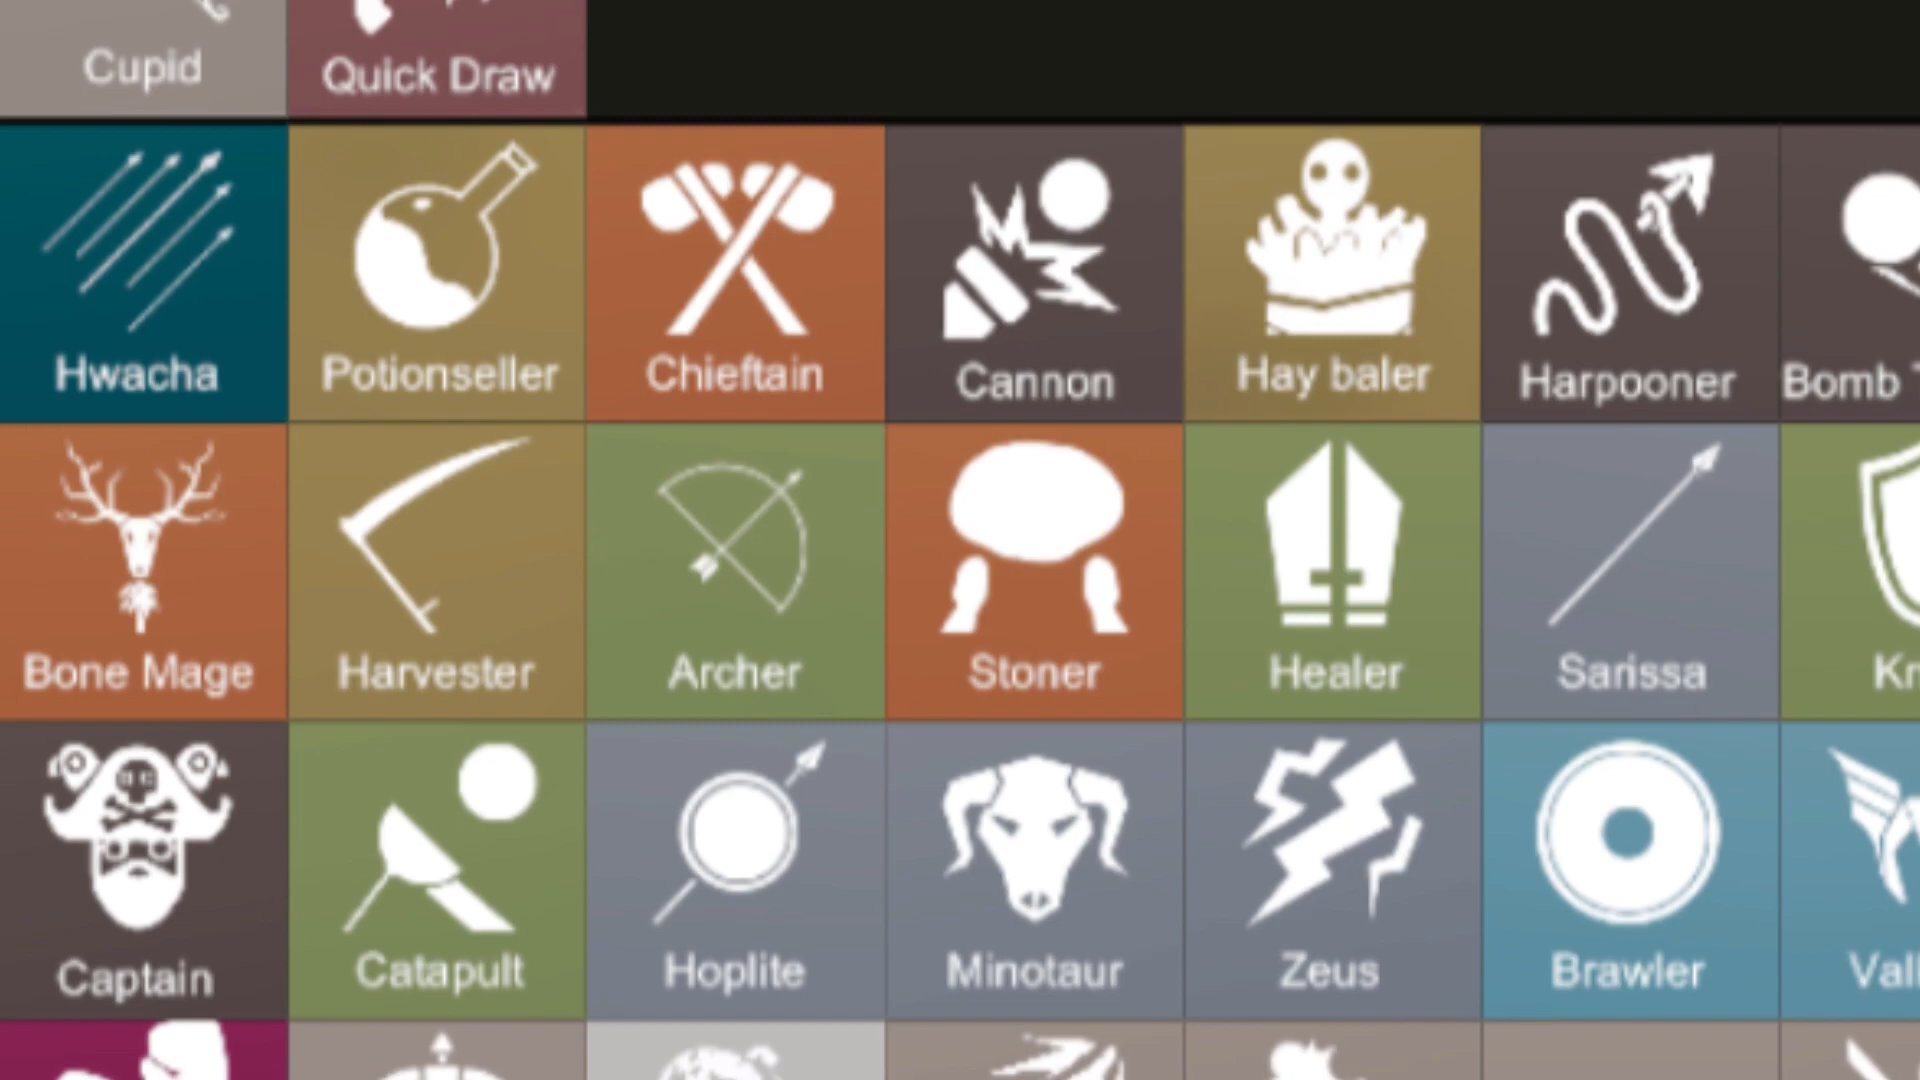 Cupid
Quick Draw
Hwacha
Potionseller
Chieftain
Cannon
Hay baler
Harpooner
Bomb
Bone Mage
Harvester
Archer
Stoner
Healer
Sarissa
Captain
Catapult
Hoplite
Minotaur
Zeus
Brawler